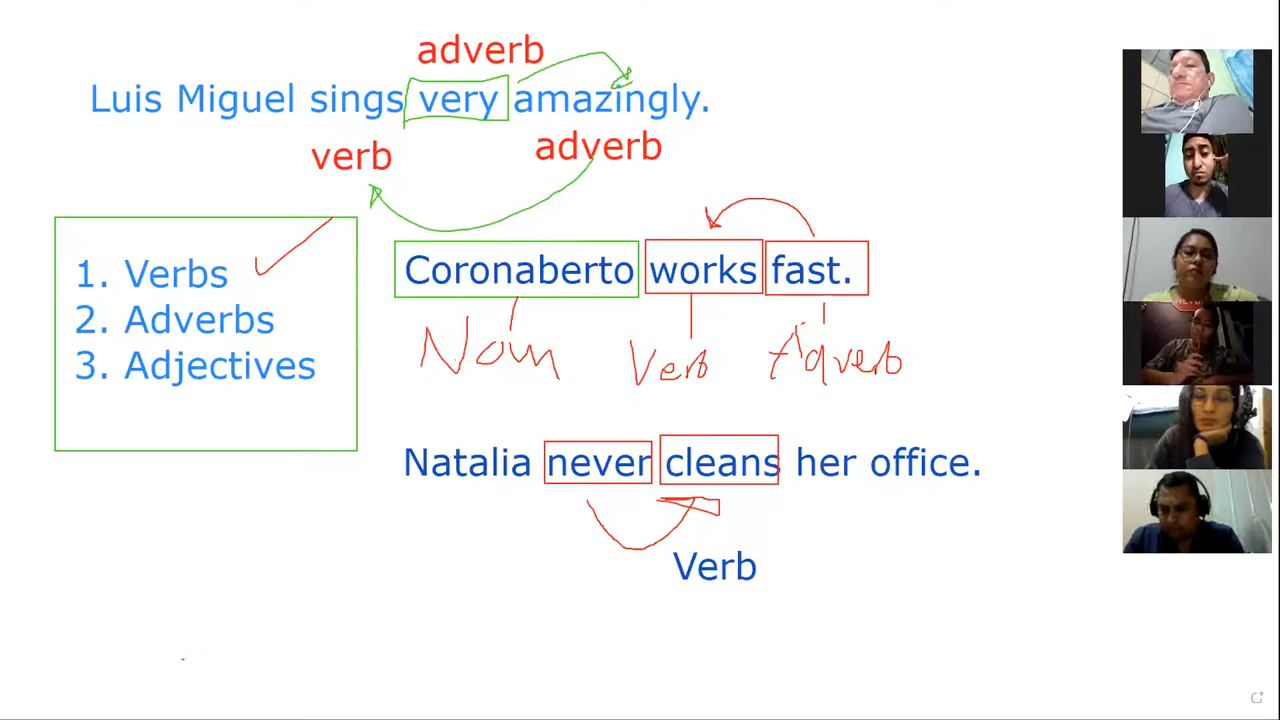 adverb
Luis Miguel sings very amazingly.
verb
adverb
1. Verbs
2. Adverbs
3. Adjectives
Coronaberto works fast.
Noun Verb Adverb
Natalia never cleans her office.
Verb